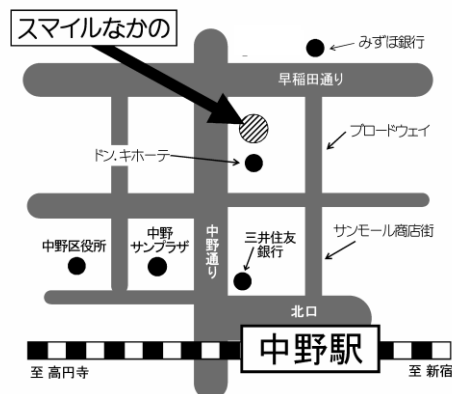 スマイルなかの
みずほ銀行
早稲田通り
ブロードウェイ
ドン.キホーテ
中野区役所
中野
サンプラザ
中野通り
三井住友
銀行
サンモール商店街
北口
中野駅
至 高円寺
至 新宿